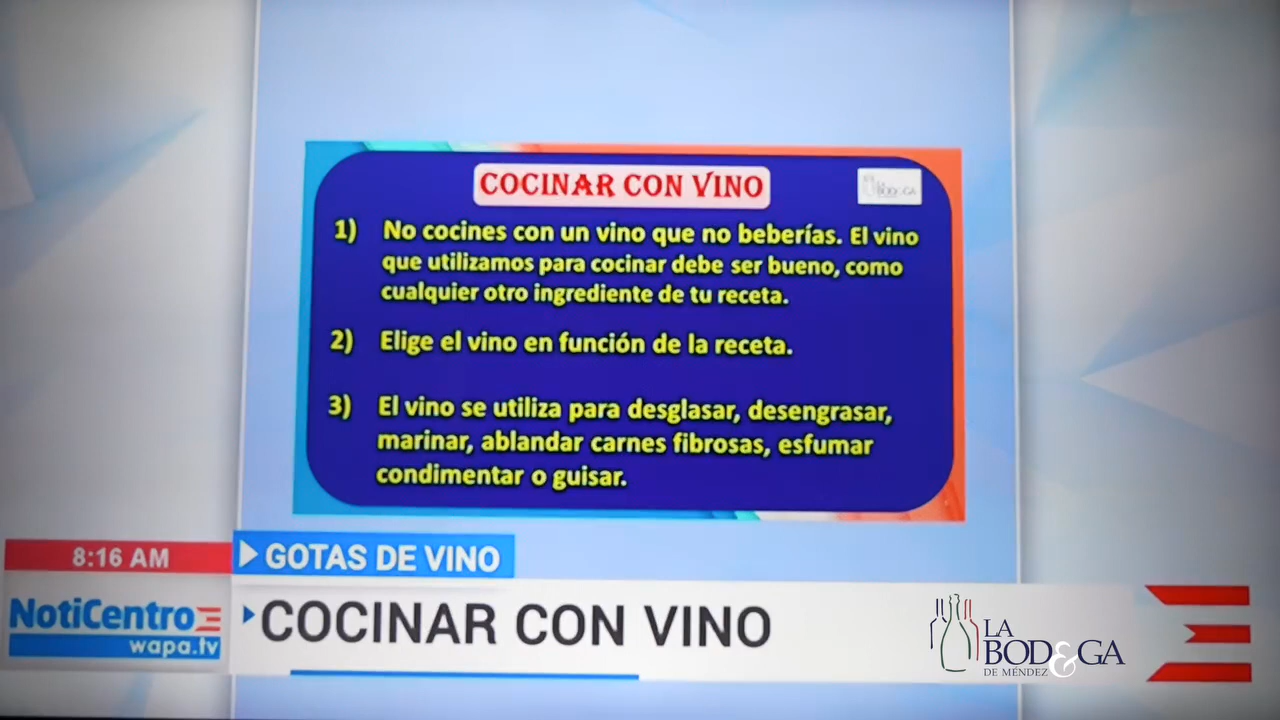 COCINAR CON VINO
LA
BODEGA
1) No cocines con un vino que no beberías. El vino
que utilizamos para cocinar debe ser bueno, como
cualquier otro ingrediente de tu receta.
2) Elige el vino en función de la receta.
3) El vino se utiliza para desglasar, desengrasar,
marinar, ablandar carnes fibrosas, esfumar
condimentar o guisar.
8:16 AM
GOTAS DE VINO
NotiCentro
wapa.tv
COCINAR CON VINO
LA
BOD&GA
DE MÉNDEZ